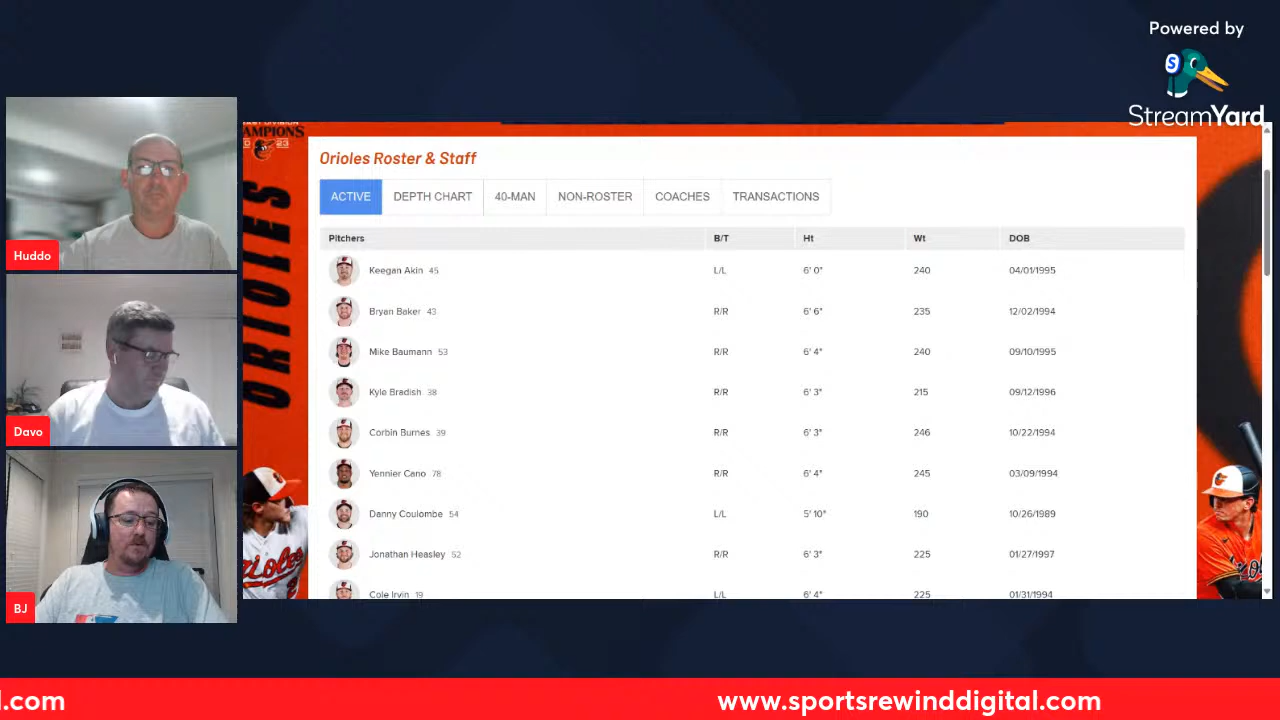 Powered by
StreamYard
AMPIONS
23
ORIOLES
Orioles Roster & Staff
ACTIVE DEPTH CHART 40-MAN NON-ROSTER COACHES TRANSACTIONS
Pitchers B/T Ht Wt DOB
Keegan Akin 45 L/L 6' 0" 240 04/01/1995
Bryan Baker 43 R/R 6' 6" 235 12/02/1994
Mike Baumann 53 R/R 6' 4" 240 09/10/1995
Kyle Bradish 38 R/R 6' 3" 215 09/12/1996
Corbin Burnes 39 R/R 6' 3" 246 10/22/1994
Yennier Cano 78 R/R 6' 4" 245 03/09/1994
Danny Coulombe 54 L/L 5' 10" 190 10/26/1989
Jonathan Heasley 52 R/R 6' 3" 225 01/27/1997
Cole Irvin 19 L/L 6' 4" 225 01/31/1994
Huddo
Davo
BJ
l.com
www.sportsrewinddigital.com